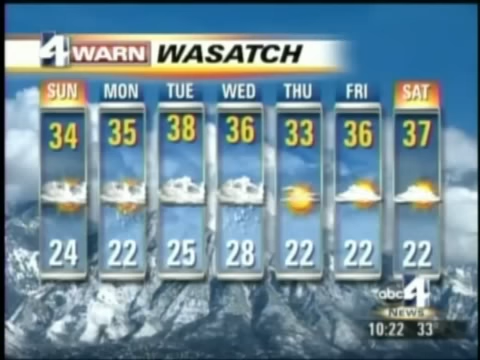 4 WARN WASATCH
SUN MON TUE WED THU FRI SAT
34 35 38 36 33 36 37
24 22 25 28 22 22 22
abc 4
NEWS
10:22 33°